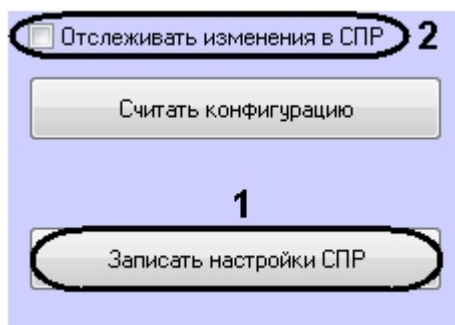 Отслеживать изменения в СПР 2
Считать конфигурацию
1
Записать настройки СПР